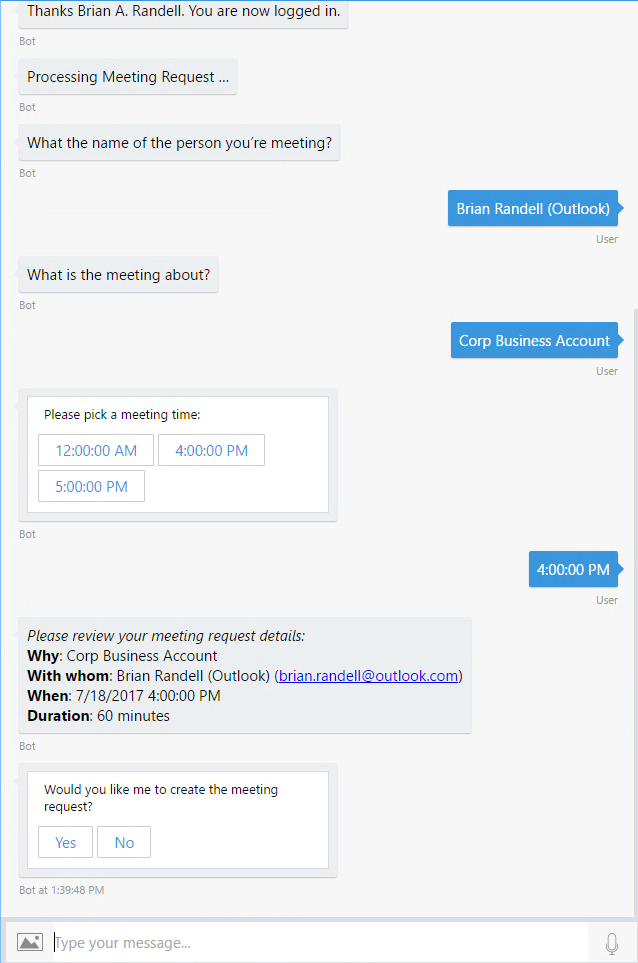 Thanks Brian A. Randell. You are now logged in.
Bot
Processing Meeting Request ...
Bot
What the name of the person you're meeting?
Bot
Brian Randell (Outlook)
User
What is the meeting about?
Bot
Corp Business Account
User
Please pick a meeting time:
12:00:00 AM 4:00:00 PM
5:00:00 PM
Bot
4:00:00 PM
User
Please review your meeting request details:
Why: Corp Business Account
With whom: Brian Randell (Outlook) (brian.randell@outlook.com)
When: 7/18/2017 4:00:00 PM
Duration: 60 minutes
Bot
Would you like me to create the meeting
request?
Yes No
Bot at 1:39:48 PM
Type your message...